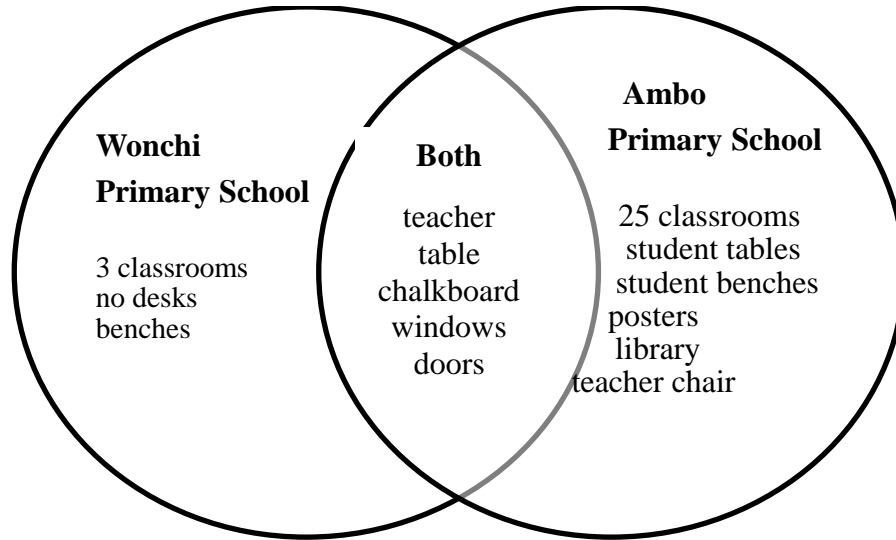 Wonchi
Primary School
3 classrooms
no desks
benches
Both
teacher
table
chalkboard
windows
doors
Ambo
Primary School
25 classrooms
student tables
student benches
posters
library
teacher chair